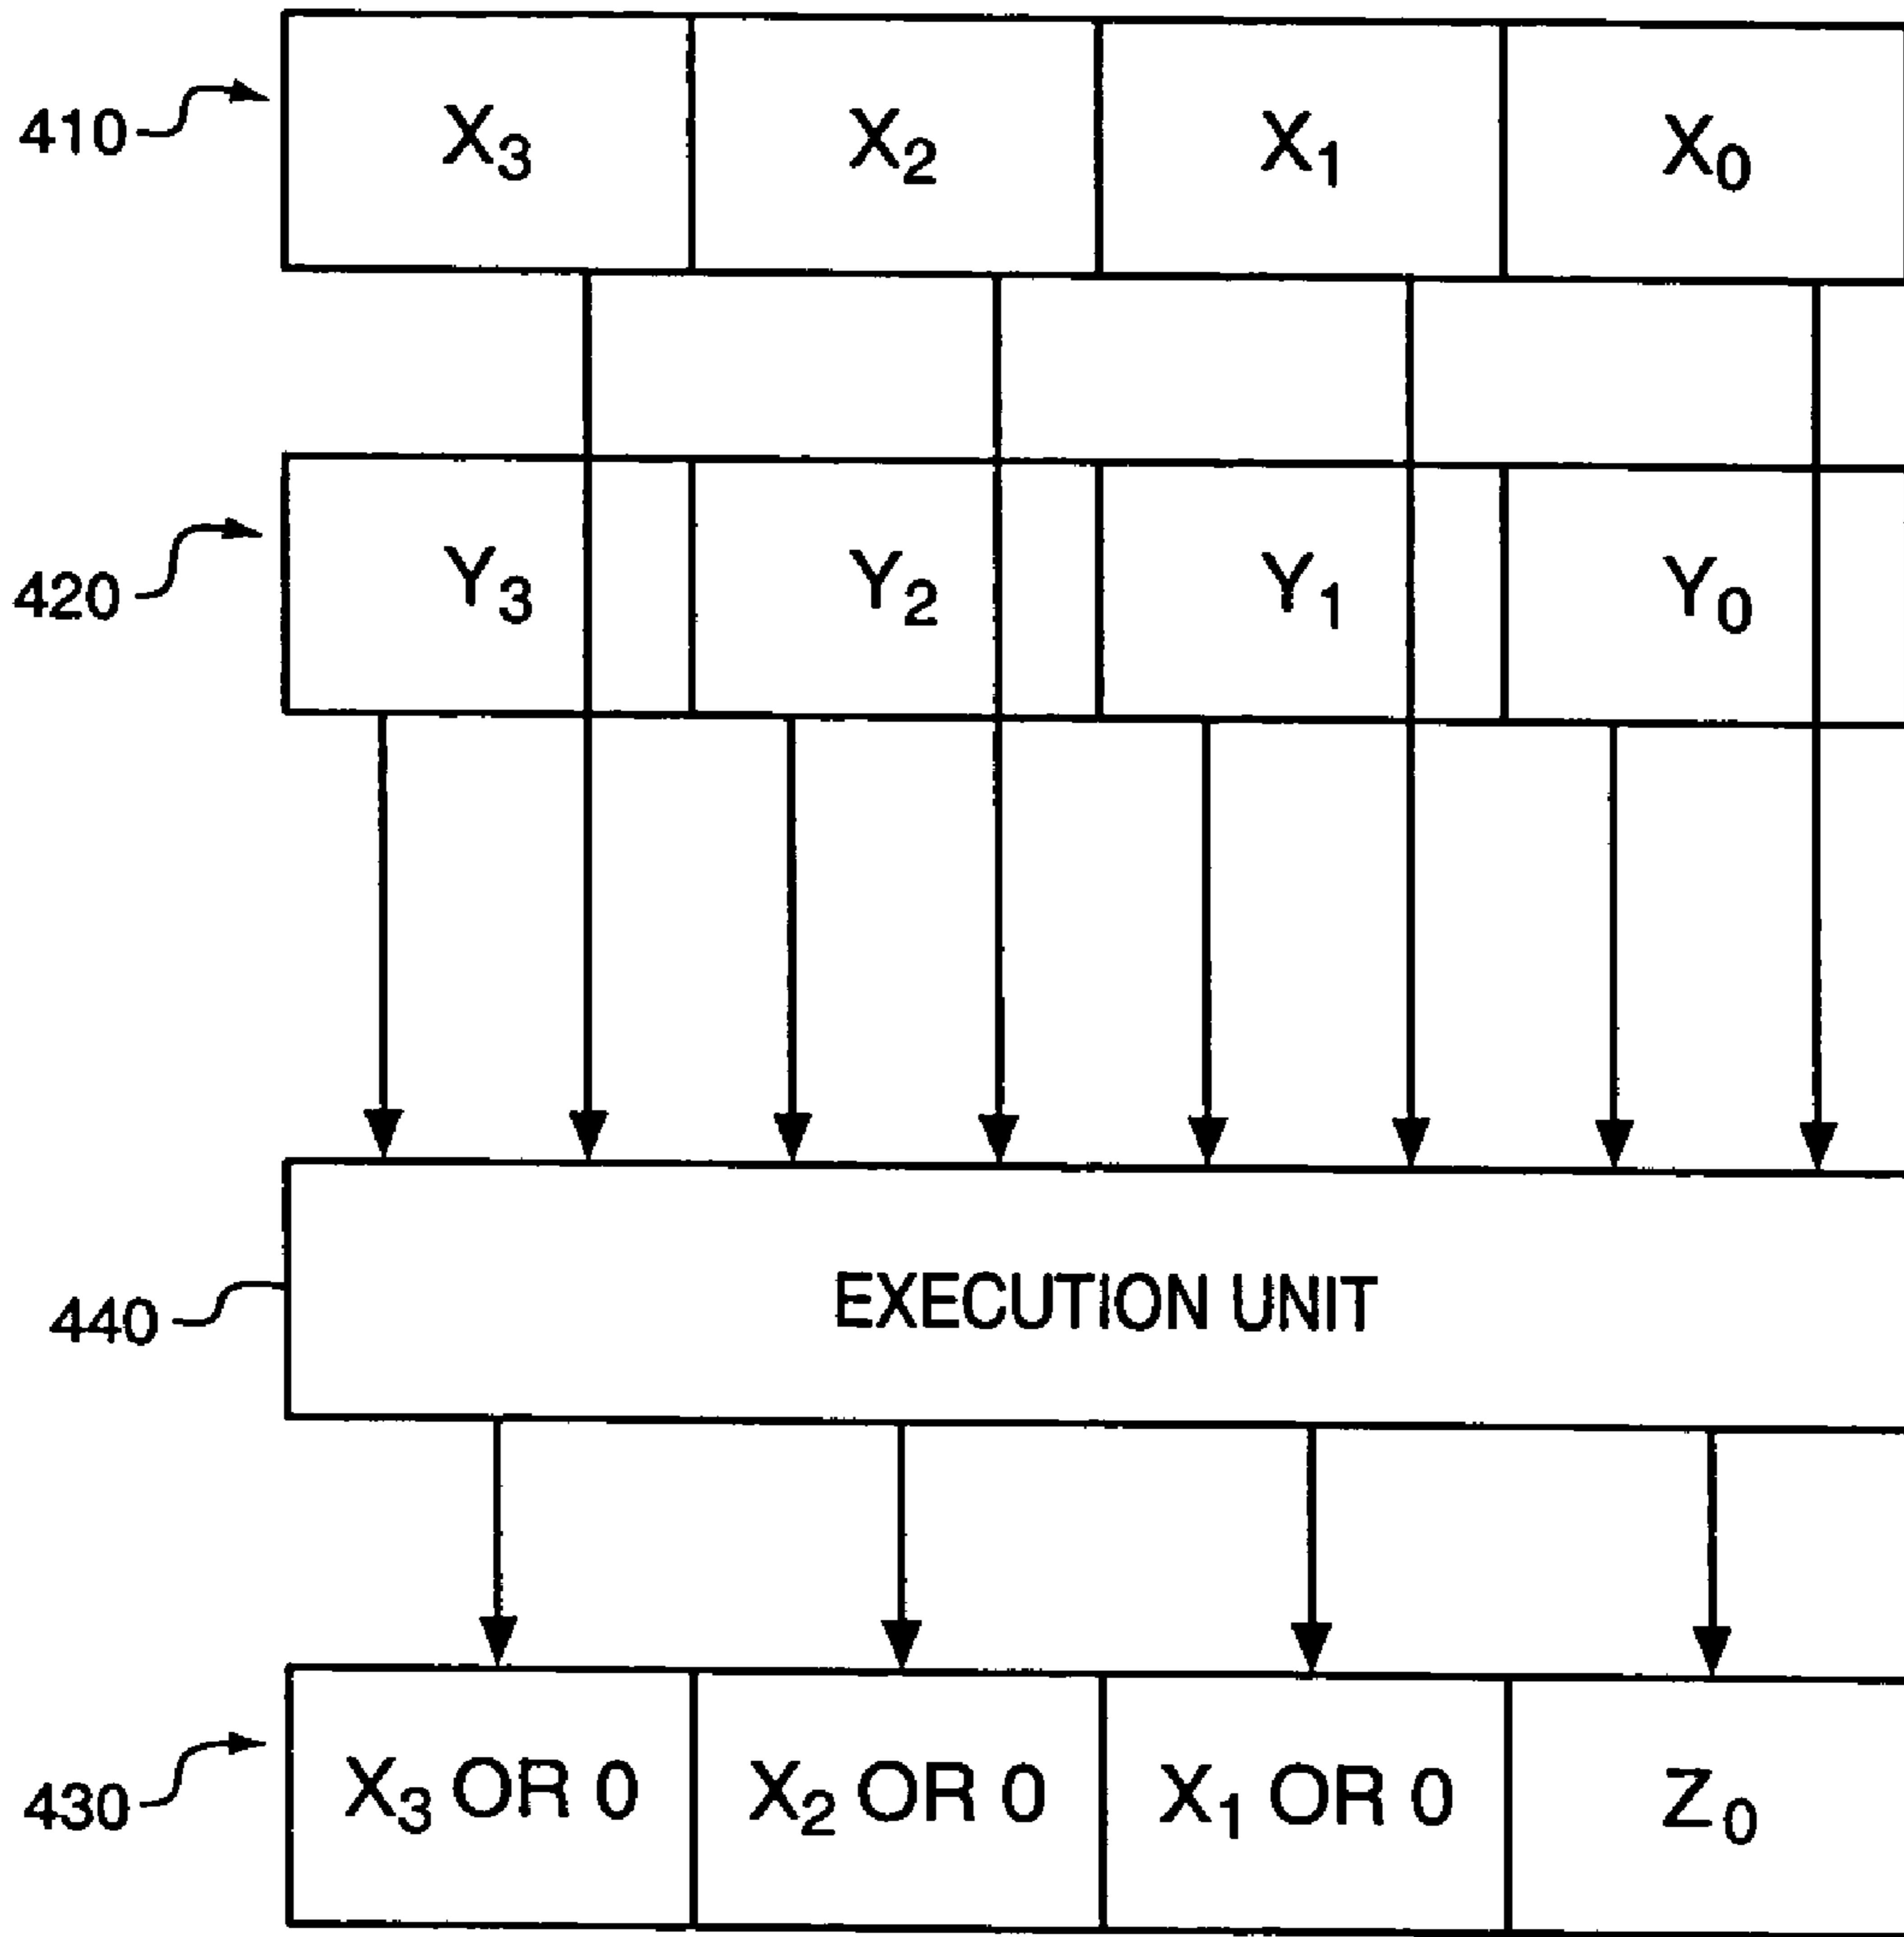 410 X₃ X₂ X₁ X₀
420 Y₃ Y₂ Y₁ Y₀
440 EXECUTION UNIT
430 X₃ OR 0 X₂ OR 0 X₁ OR 0 Z₀